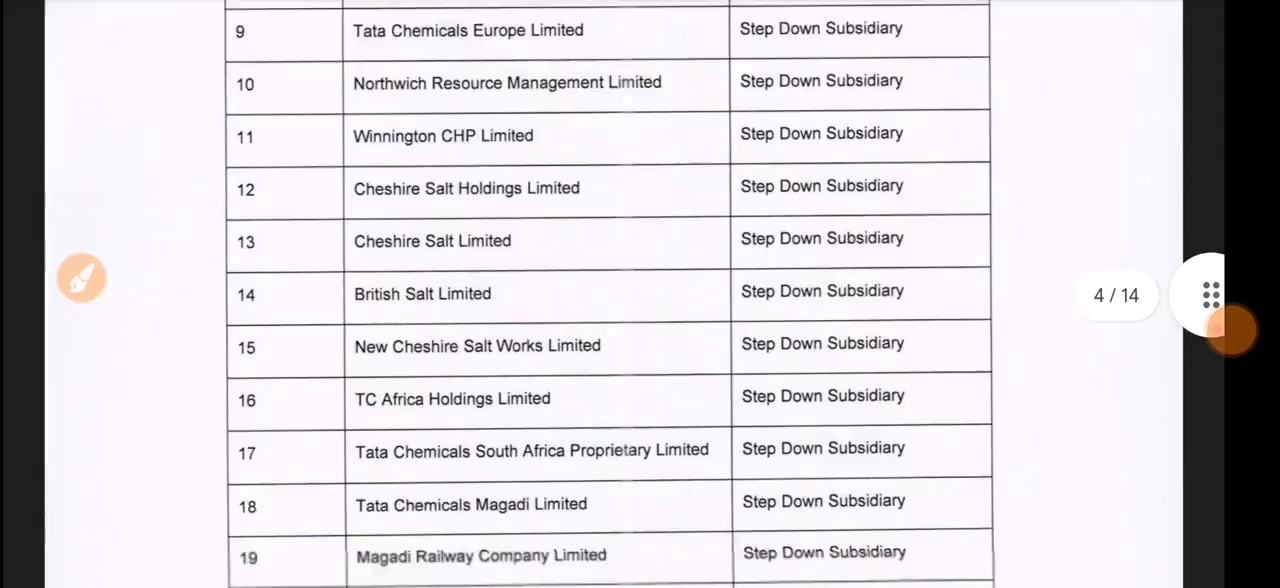 9 Tata Chemicals Europe Limited Step Down Subsidiary
10 Northwich Resource Management Limited Step Down Subsidiary
11 Winnington CHP Limited Step Down Subsidiary
12 Cheshire Salt Holdings Limited Step Down Subsidiary
13 Cheshire Salt Limited Step Down Subsidiary
14 British Salt Limited Step Down Subsidiary
4 / 14
15 New Cheshire Salt Works Limited Step Down Subsidiary
16 TC Africa Holdings Limited Step Down Subsidiary
17 Tata Chemicals South Africa Proprietary Limited Step Down Subsidiary
18 Tata Chemicals Magadi Limited Step Down Subsidiary
19 Magadi Railway Company Limited Step Down Subsidiary